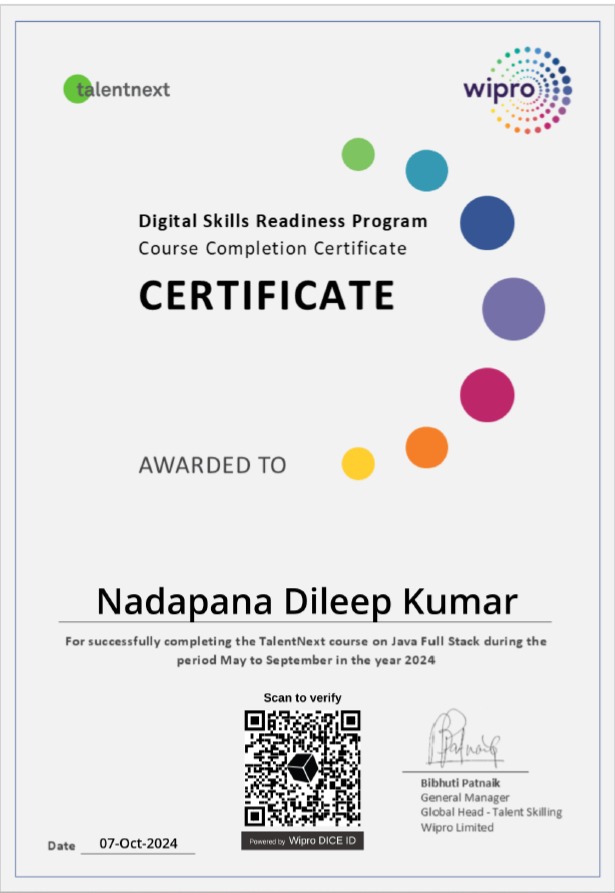 talentnext
wipro
Digital Skills Readiness Program
Course Completion Certificate
CERTIFICATE
AWARDED TO
Nadapana Dileep Kumar
For successfully completing the TalentNext course on Java Full Stack during the
period May to September in the year 2024
Scan to verify
Powered by Wipro DICE ID
BPatnaik
Bibhuti Patnaik
General Manager
Global Head - Talent Skilling
Wipro Limited
Date 07-Oct-2024